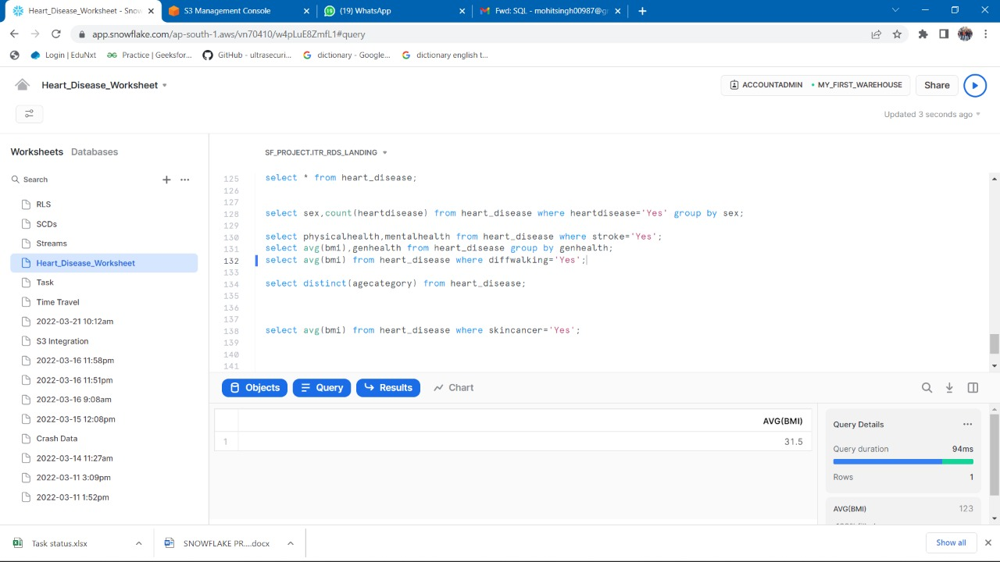 Heart_Disease_Worksheet - Snow
S3 Management Console
(19) WhatsApp
Fwd: SQL - mohitsingh00987@g
app.snowflake.com/ap-south-1.aws/vn70410/w4pLuE8ZmfL1#query
Login | EduNxt
Practice | Geeksfor...
GitHub - ultrasecuri...
dictionary - Google...
dictionary english t...
Heart_Disease_Worksheet
ACCOUNTADMIN
MY_FIRST_WAREHOUSE
Share
Updated 3 seconds ago
Worksheets Databases
Search
RLS
SCDs
Streams
Heart_Disease_Worksheet
Task
Time Travel
2022-03-21 10:12am
S3 Integration
2022-03-16 11:58pm
2022-03-16 11:51pm
2022-03-16 9:08am
2022-03-15 12:08pm
Crash Data
2022-03-14 11:27am
2022-03-11 3:09pm
2022-03-11 1:52pm
SF_PROJECT.ITR_RDS_LANDING
125 select * from heart_disease;
126
127
128 select sex,count(heartdisease) from heart_disease where heartdisease='Yes' group by sex;
129
130 select physicalhealth,mentalhealth from heart_disease where stroke='Yes';
131 select avg(bmi),genhealth from heart_disease group by genhealth;
132 select avg(bmi) from heart_disease where diffwalking='Yes';
133
134 select distinct(agecategory) from heart_disease;
135
136
137
138 select avg(bmi) from heart_disease where skincancer='Yes';
139
140
141
Objects
Query
Results
Chart
AVG(BMI)
1 31.5
Query Details
Query duration 94ms
Rows 1
AVG(BMI) 123
Task status.xlsx
SNOWFLAKE PR....docx
Show all